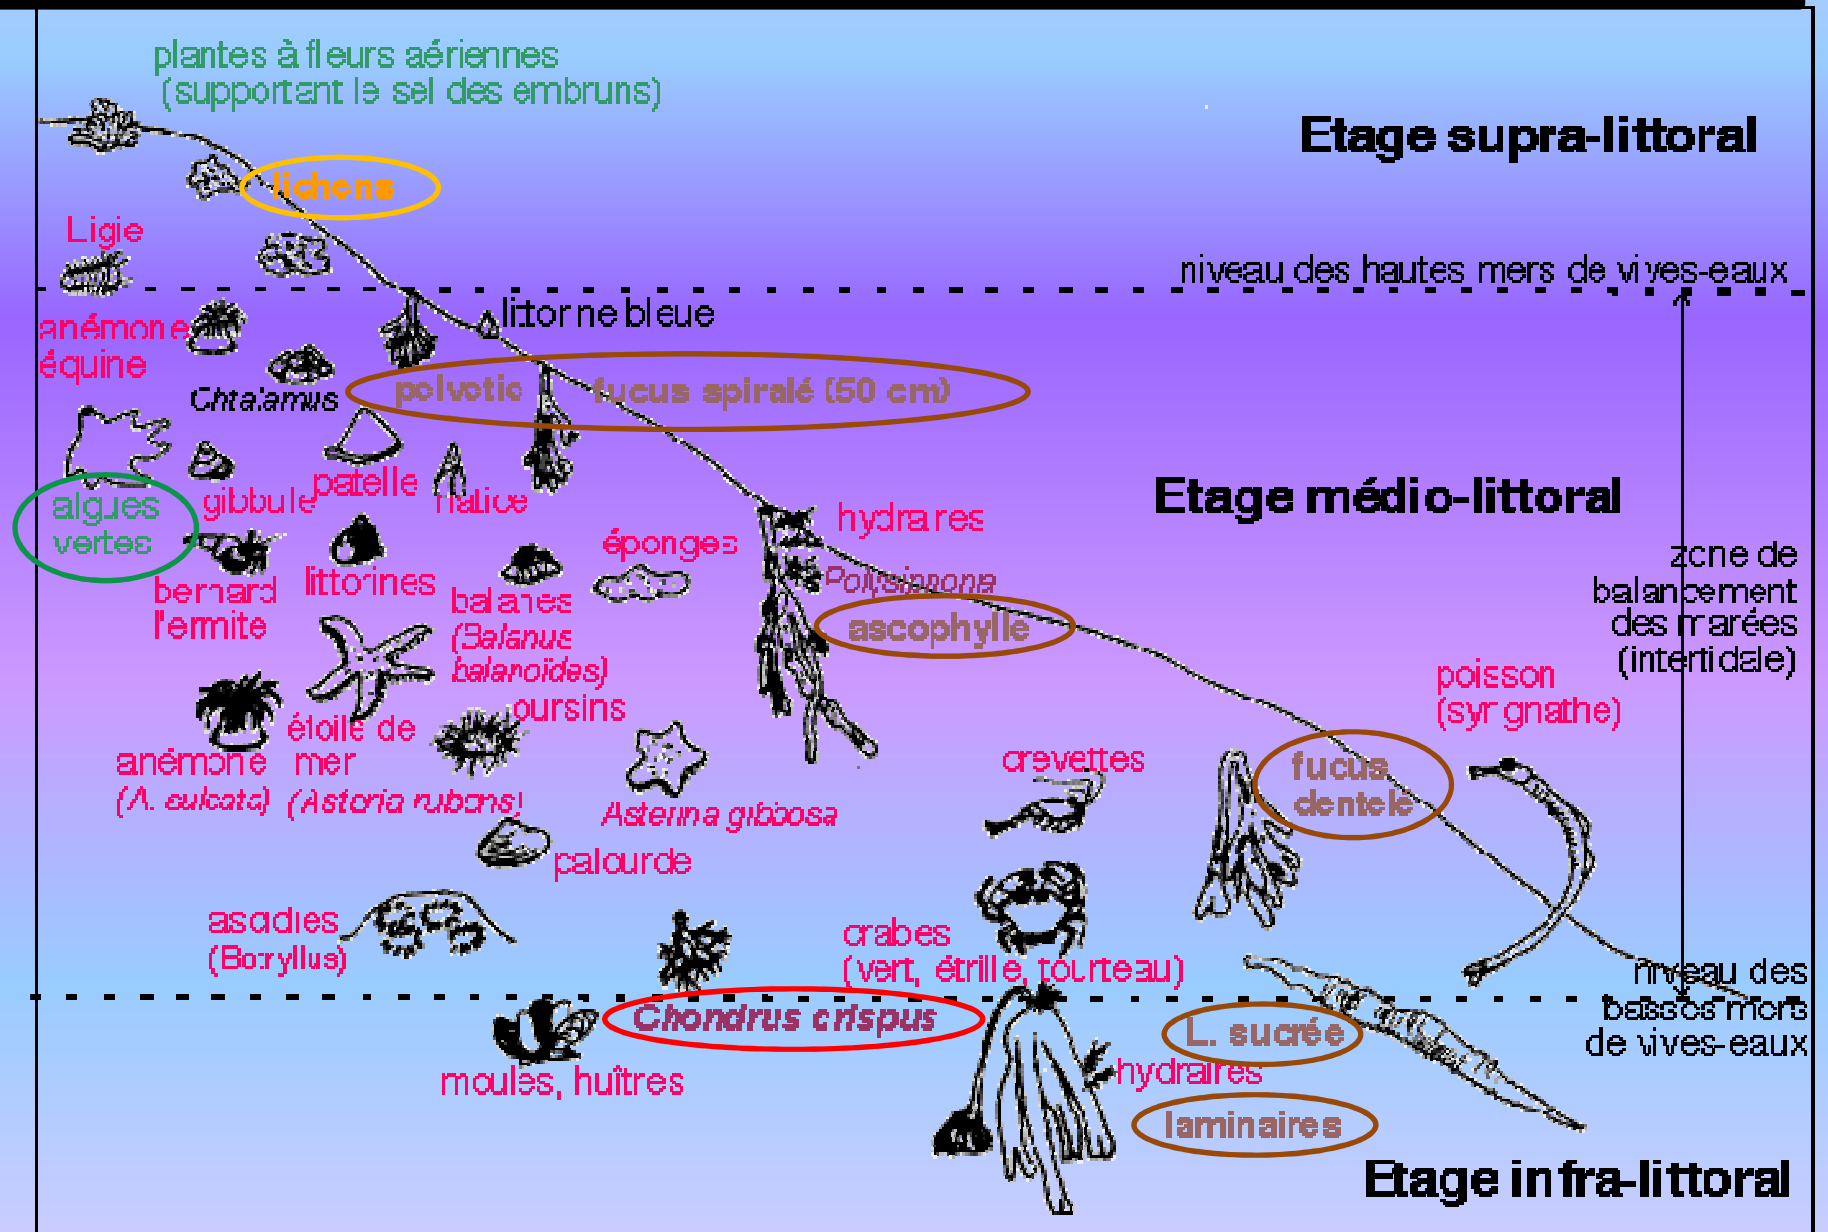 plantes à fleurs aériennes
(supportant le sel des embruns)
Etage supra-littoral
lichens
Ligie
niveau des hautes mers de vives-eaux
littorne bleue
anémone
équine
Chtalamus
pelvetie fucus spiralé (50 cm)
algues
vertes
gibbule
patelle
natice
Etage médio-littoral
hydraires
éponges
zone de
balancement
des marées
(intertidale)
Polysiphonia
ascophylle
bernard
l'ermite
littorines
balanes
(Balanus
balanoïdes)
poisson
(syrgnathe)
oursins
étoile de
mer
(Asteria rubens)
anémone
(A. sulcata)
Asterina gibbosa
crevettes
fucus
dentelé
palourde
ascidies
(Botryllus)
crabes
(vert, étrille, tourteau)
niveau des
basses mers
de vives-eaux
Chondrus crispus
L. sucrée
moules, huîtres
hydraires
laminaires
Etage infra-littoral